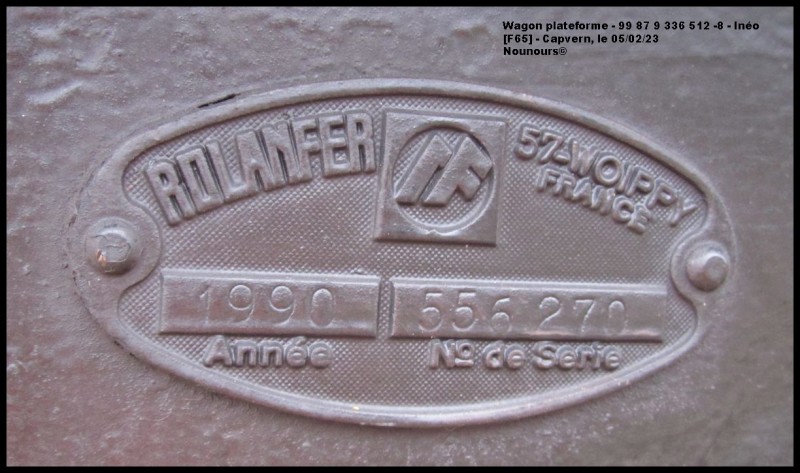 Wagon plateforme - 99 87 9 336 512 -8 - Inéo
[F65] - Capvern, le 05/02/23
Nounours©
ROLANFER
RF
57-WOIPPY
FRANCE
1990
556 270
Année
Nº de Serie